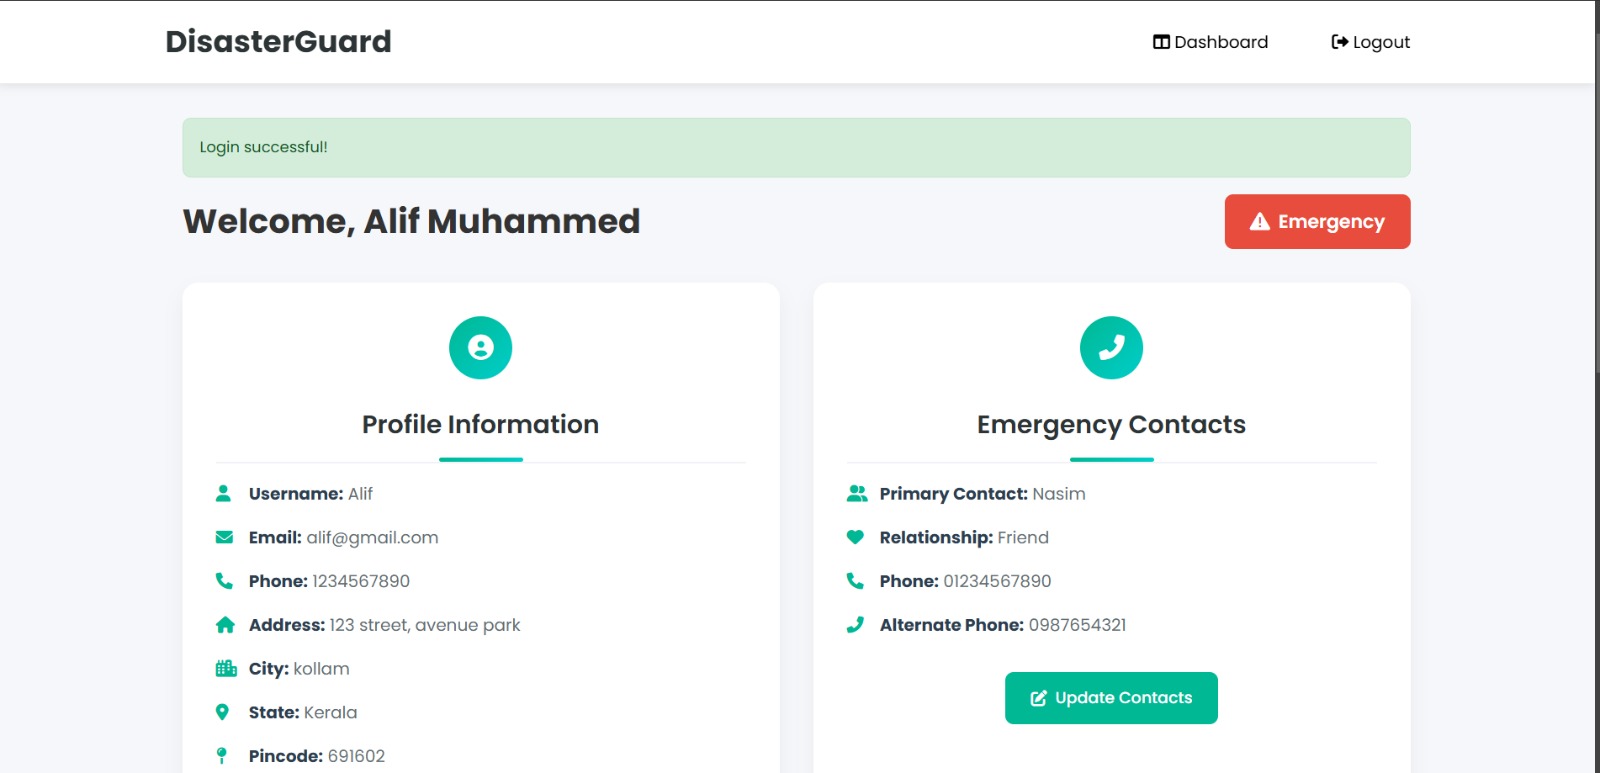 DisasterGuard
Dashboard
Logout
Login successful!
Welcome, Alif Muhammed
Emergency
Profile Information
Username: Alif
Email: alif@gmail.com
Phone: 1234567890
Address: 123 street, avenue park
City: kollam
State: Kerala
Pincode: 691602
Emergency Contacts
Primary Contact: Nasim
Relationship: Friend
Phone: 01234567890
Alternate Phone: 0987654321
Update Contacts